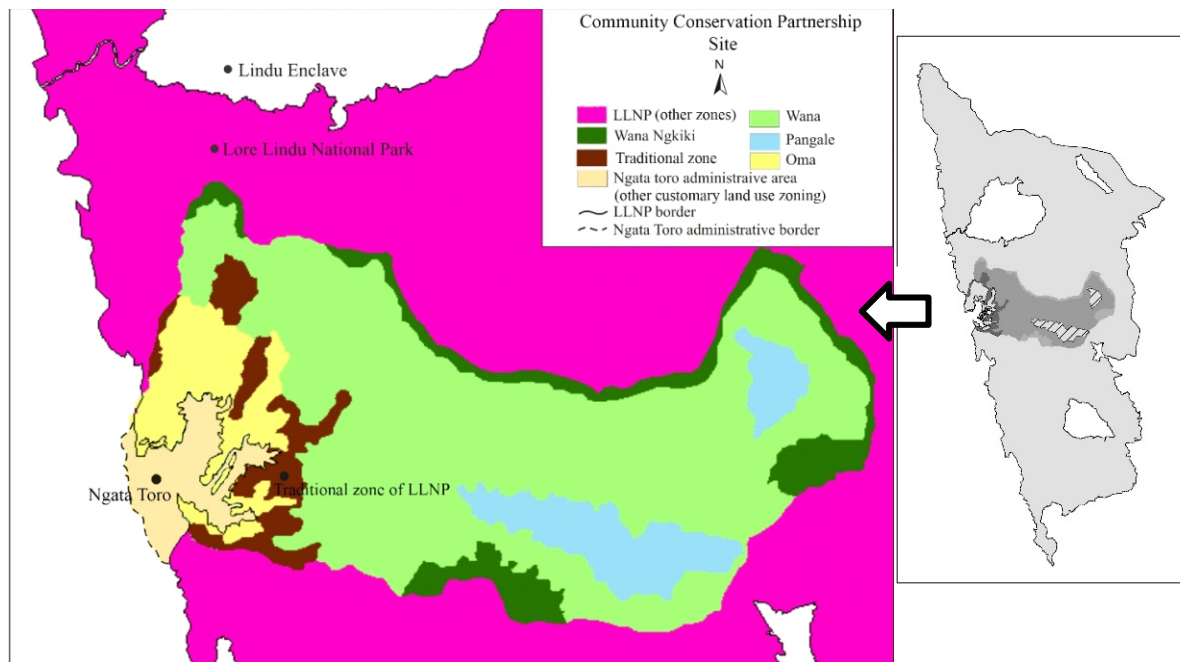 Community Conservation Partnership
Site
N
LLNP (other zones)
Wana Ngkiki
Traditional zone
Ngata toro administraive area
(other customary land use zoning)
LLNP border
Ngata Toro administrative border
Wana
Pangale
Oma
Lindu Enclave
Lore Lindu National Park
Ngata Toro
Traditional zone of LLNP